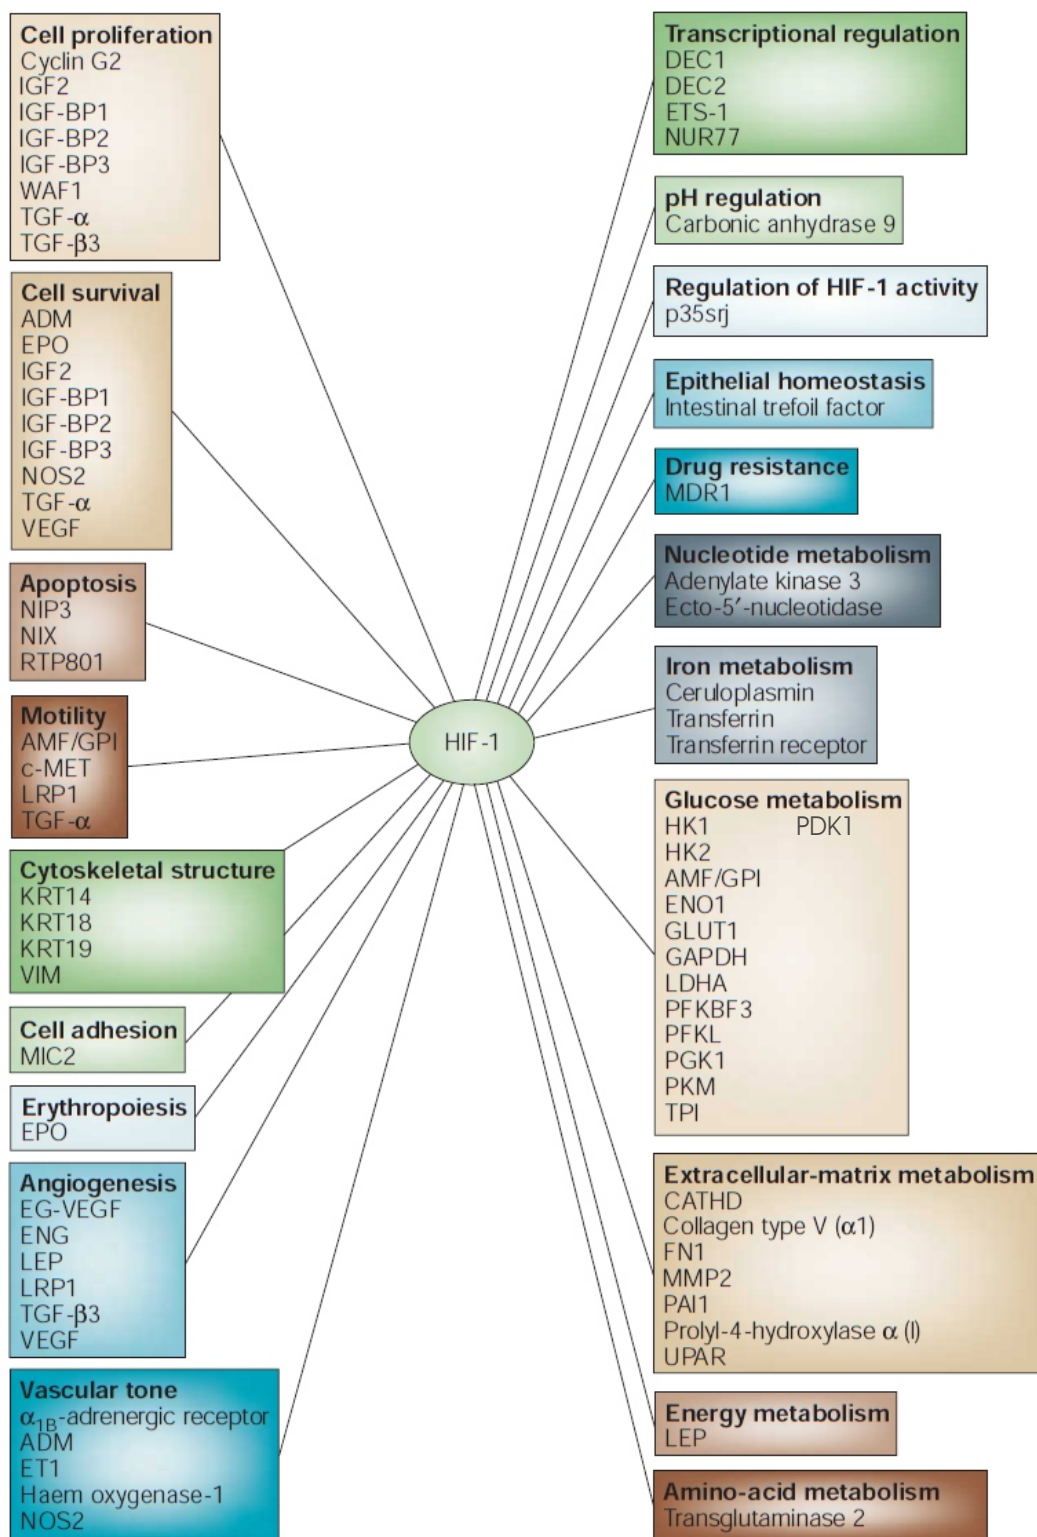 Cell proliferation
Cyclin G2
IGF2
IGF-BP1
IGF-BP2
IGF-BP3
WAF1
TGF-α
TGF-β3
Cell survival
ADM
EPO
IGF2
IGF-BP1
IGF-BP2
IGF-BP3
NOS2
TGF-α
VEGF
Apoptosis
NIP3
NIX
RTP801
Motility
AMF/GPI
c-MET
LRP1
TGF-α
Cytoskeletal structure
KRT14
KRT18
KRT19
VIM
Cell adhesion
MIC2
Erythropoiesis
EPO
Angiogenesis
EG-VEGF
ENG
LEP
LRP1
TGF-β3
VEGF
Vascular tone
α1B-adrenergic receptor
ADM
ET1
Haem oxygenase-1
NOS2
HIF-1
Transcriptional regulation
DEC1
DEC2
ETS-1
NUR77
pH regulation
Carbonic anhydrase 9
Regulation of HIF-1 activity
p35srj
Epithelial homeostasis
Intestinal trefoil factor
Drug resistance
MDR1
Nucleotide metabolism
Adenylate kinase 3
Ecto-5′-nucleotidase
Iron metabolism
Ceruloplasmin
Transferrin
Transferrin receptor
Glucose metabolism
HK1 PDK1
HK2
AMF/GPI
ENO1
GLUT1
GAPDH
LDHA
PFKBF3
PFKL
PGK1
PKM
TPI
Extracellular-matrix metabolism
CATHD
Collagen type V (α1)
FN1
MMP2
PAI1
Prolyl-4-hydroxylase α (I)
UPAR
Energy metabolism
LEP
Amino-acid metabolism
Transglutaminase 2